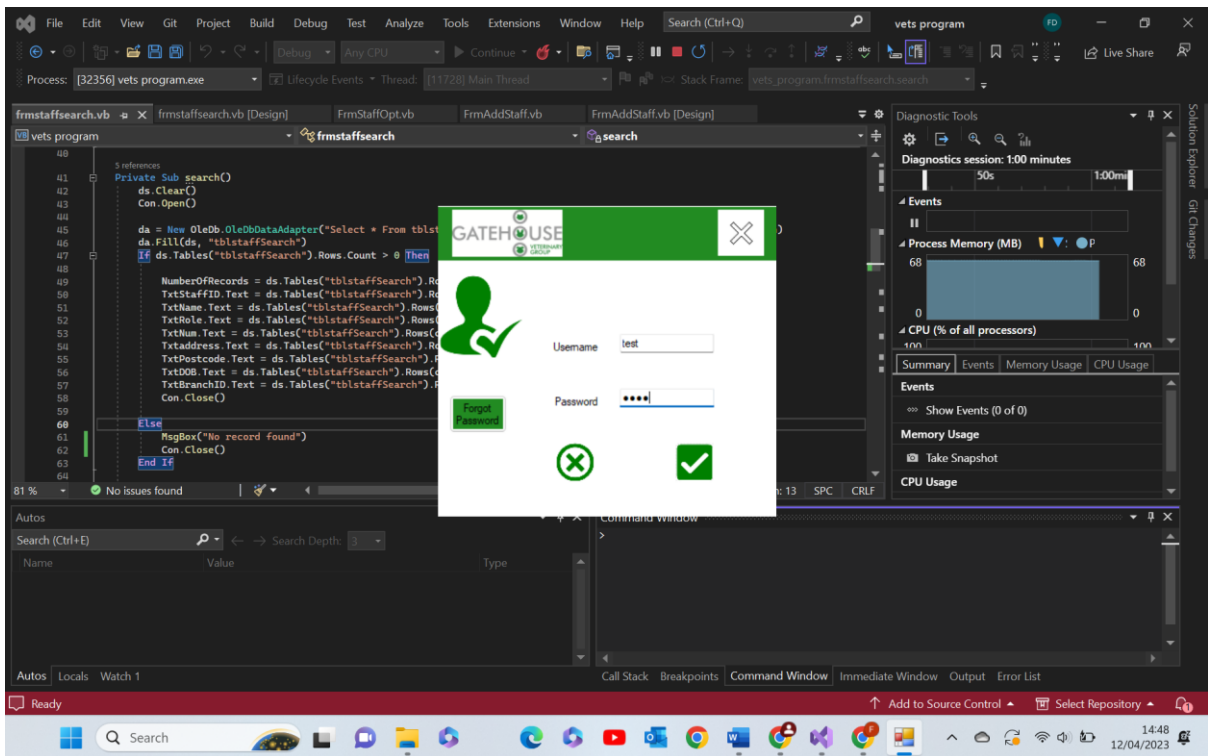 File Edit View Git Project Build Debug Test Analyze Tools Extensions Window Help Search (Ctrl+Q) vets program FD
Debug Any CPU Continue Live Share
Process: [32356] vets program.exe Lifecycle Events Thread: [11728] Main Thread Stack Frame: vets_program.frmstaffsearch.search
frmstaffsearch.vb frmstaffsearch.vb [Design] FrmStaffOpt.vb FrmAddStaff.vb FrmAddStaff.vb [Design]
vets program frmstaffsearch search
40
5 references
41 Private Sub search()
42 ds.Clear()
43 Con.Open()
44
45 da = New OleDb.OleDbDataAdapter("Select * From tblst
46 da.Fill(ds, "tblstaffSearch")
47 If ds.Tables("tblstaffSearch").Rows.Count > 0 Then
48
49 NumberOfRecords = ds.Tables("tblstaffSearch").Ro
50 TxtStaffID.Text = ds.Tables("tblstaffSearch").Ro
51 TxtName.Text = ds.Tables("tblstaffSearch").Rows(
52 TxtRole.Text = ds.Tables("tblstaffSearch").Rows(
53 TxtNum.Text = ds.Tables("tblstaffSearch").Rows(c
54 Txtaddress.Text = ds.Tables("tblstaffSearch").Ro
55 TxtPostcode.Text = ds.Tables("tblstaffSearch").R
56 TxtDOB.Text = ds.Tables("tblstaffSearch").Rows(c
57 TxtBranchID.Text = ds.Tables("tblstaffSearch").R
58 Con.Close()
59
60 Else
61 MsgBox("No record found")
62 Con.Close()
63 End If
64
81 % No issues found : 13 SPC CRLF
GATEHOUSE
VETERINARY
GROUP
Username test
Password
Forgot
Password
Diagnostic Tools
Diagnostics session: 1:00 minutes
50s 1:00mi
Events
Process Memory (MB) P
68 68
0 0
CPU (% of all processors)
100 100
Summary Events Memory Usage CPU Usage
Events
Show Events (0 of 0)
Memory Usage
Take Snapshot
CPU Usage
Solution Explorer
Git Changes
Autos
Search (Ctrl+E) Search Depth: 3
Name Value Type
Command Window
>
Autos Locals Watch 1
Call Stack Breakpoints Command Window Immediate Window Output Error List
Ready Add to Source Control Select Repository
Search
14:48
12/04/2023